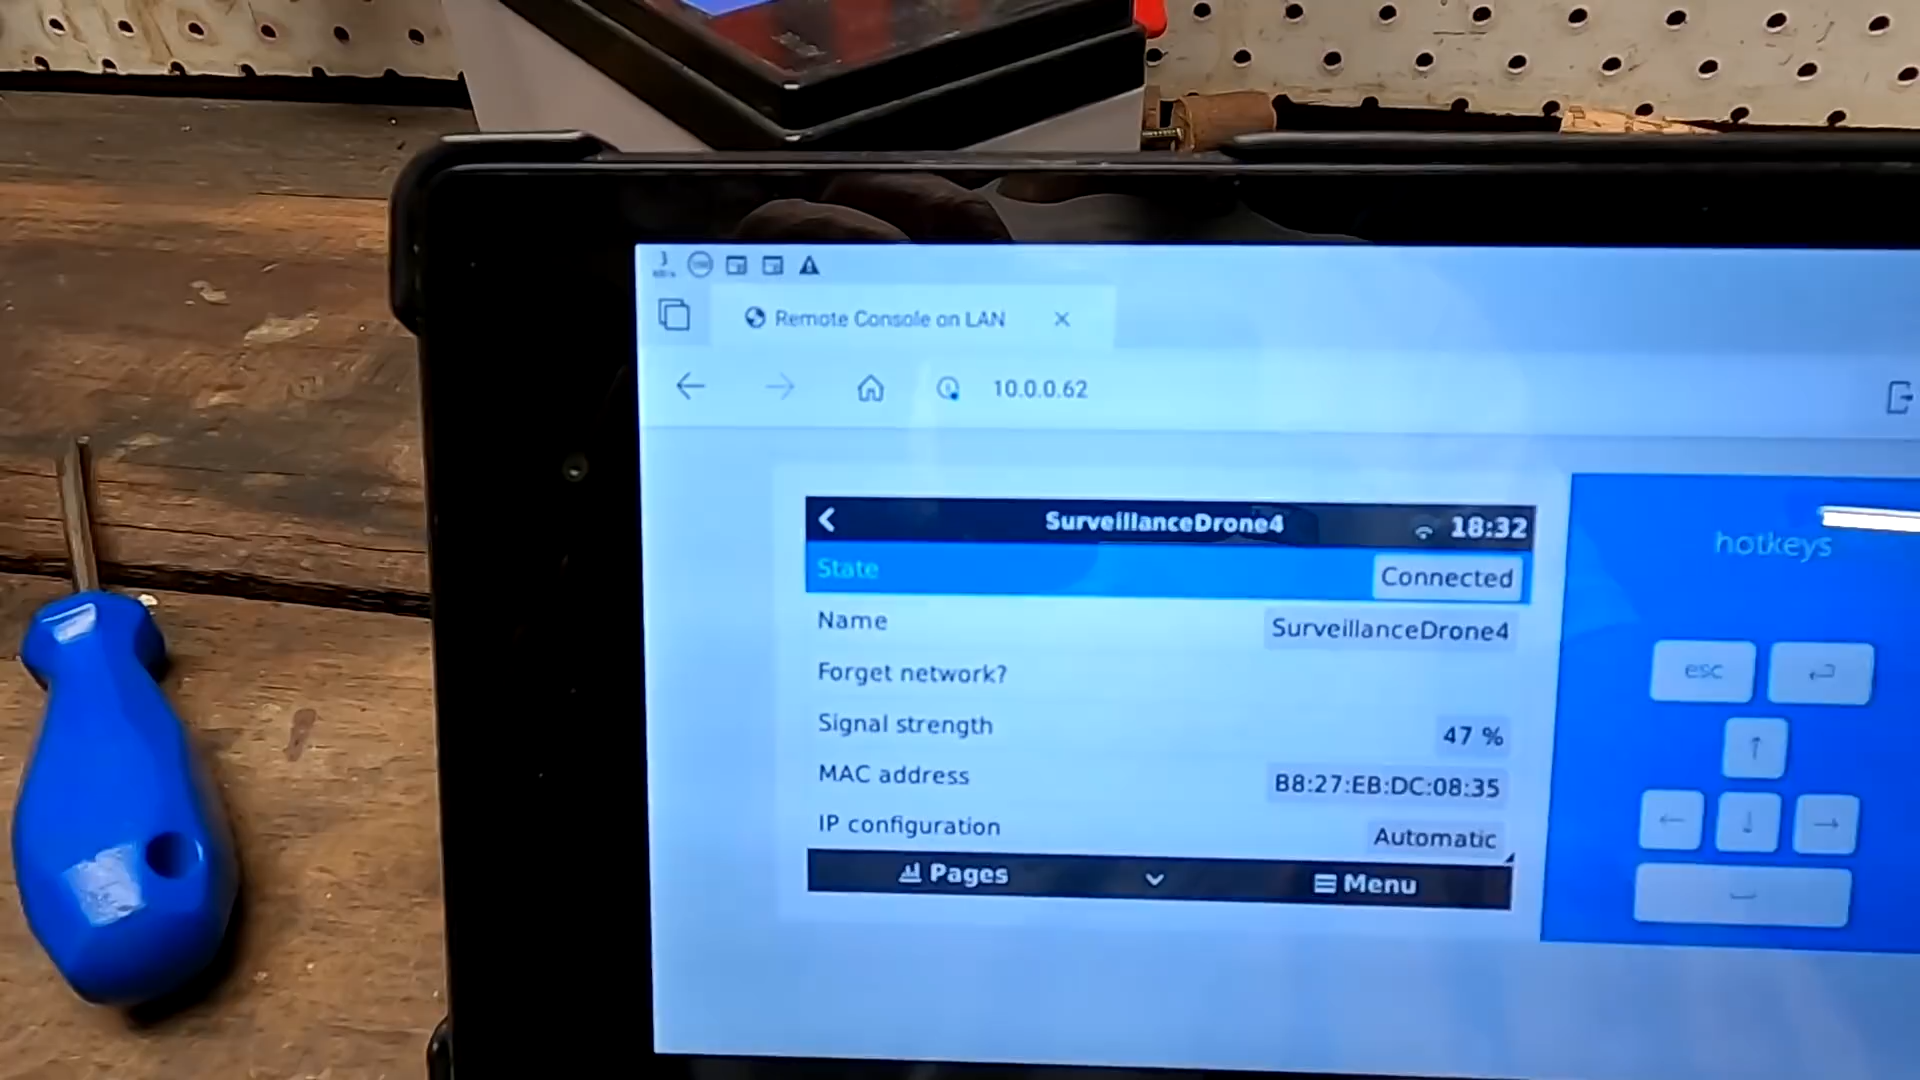 Remote Console on LAN
10.0.0.62
SurveillanceDrone4 18:32
State Connected
Name SurveillanceDrone4
Forget network?
Signal strength 47 %
MAC address B8:27:EB:DC:08:35
IP configuration Automatic
Pages Menu
hotkeys
esc